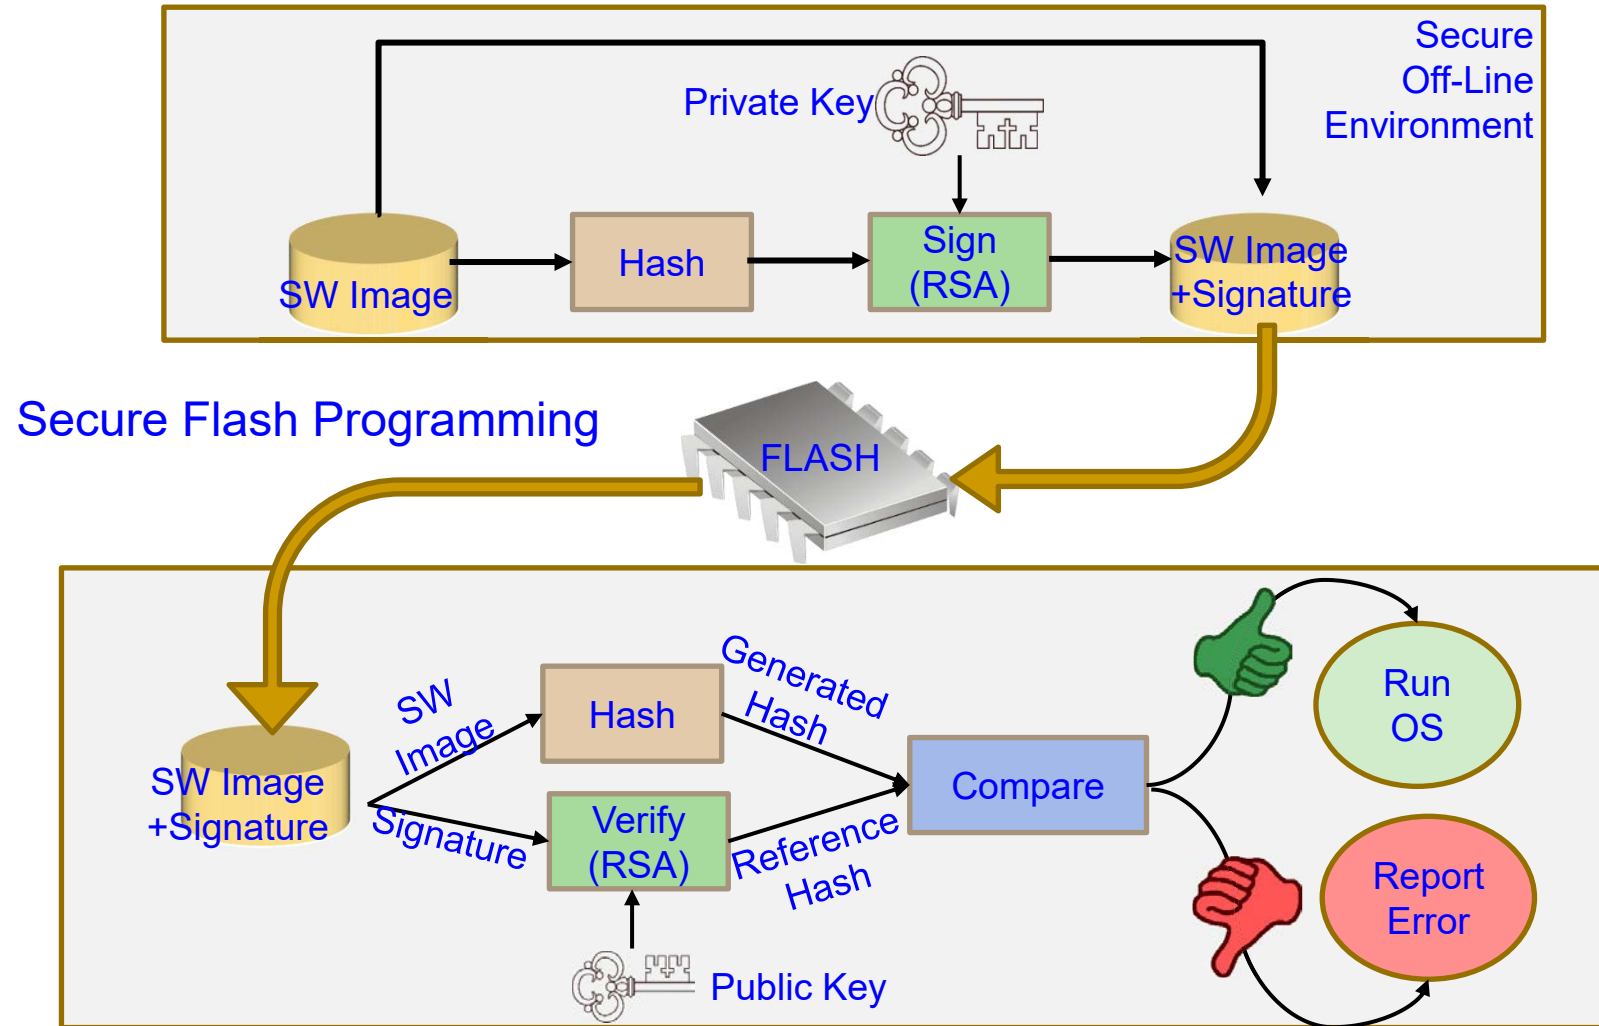 Secure
Off-Line
Environment
Private Key
SW Image
Hash
Sign
(RSA)
SW Image
+Signature
Secure Flash Programming
FLASH
SW Image
+Signature
SW
Image
Signature
Hash
Verify
(RSA)
Public Key
Generated
Hash
Reference
Hash
Compare
Run
OS
Report
Error